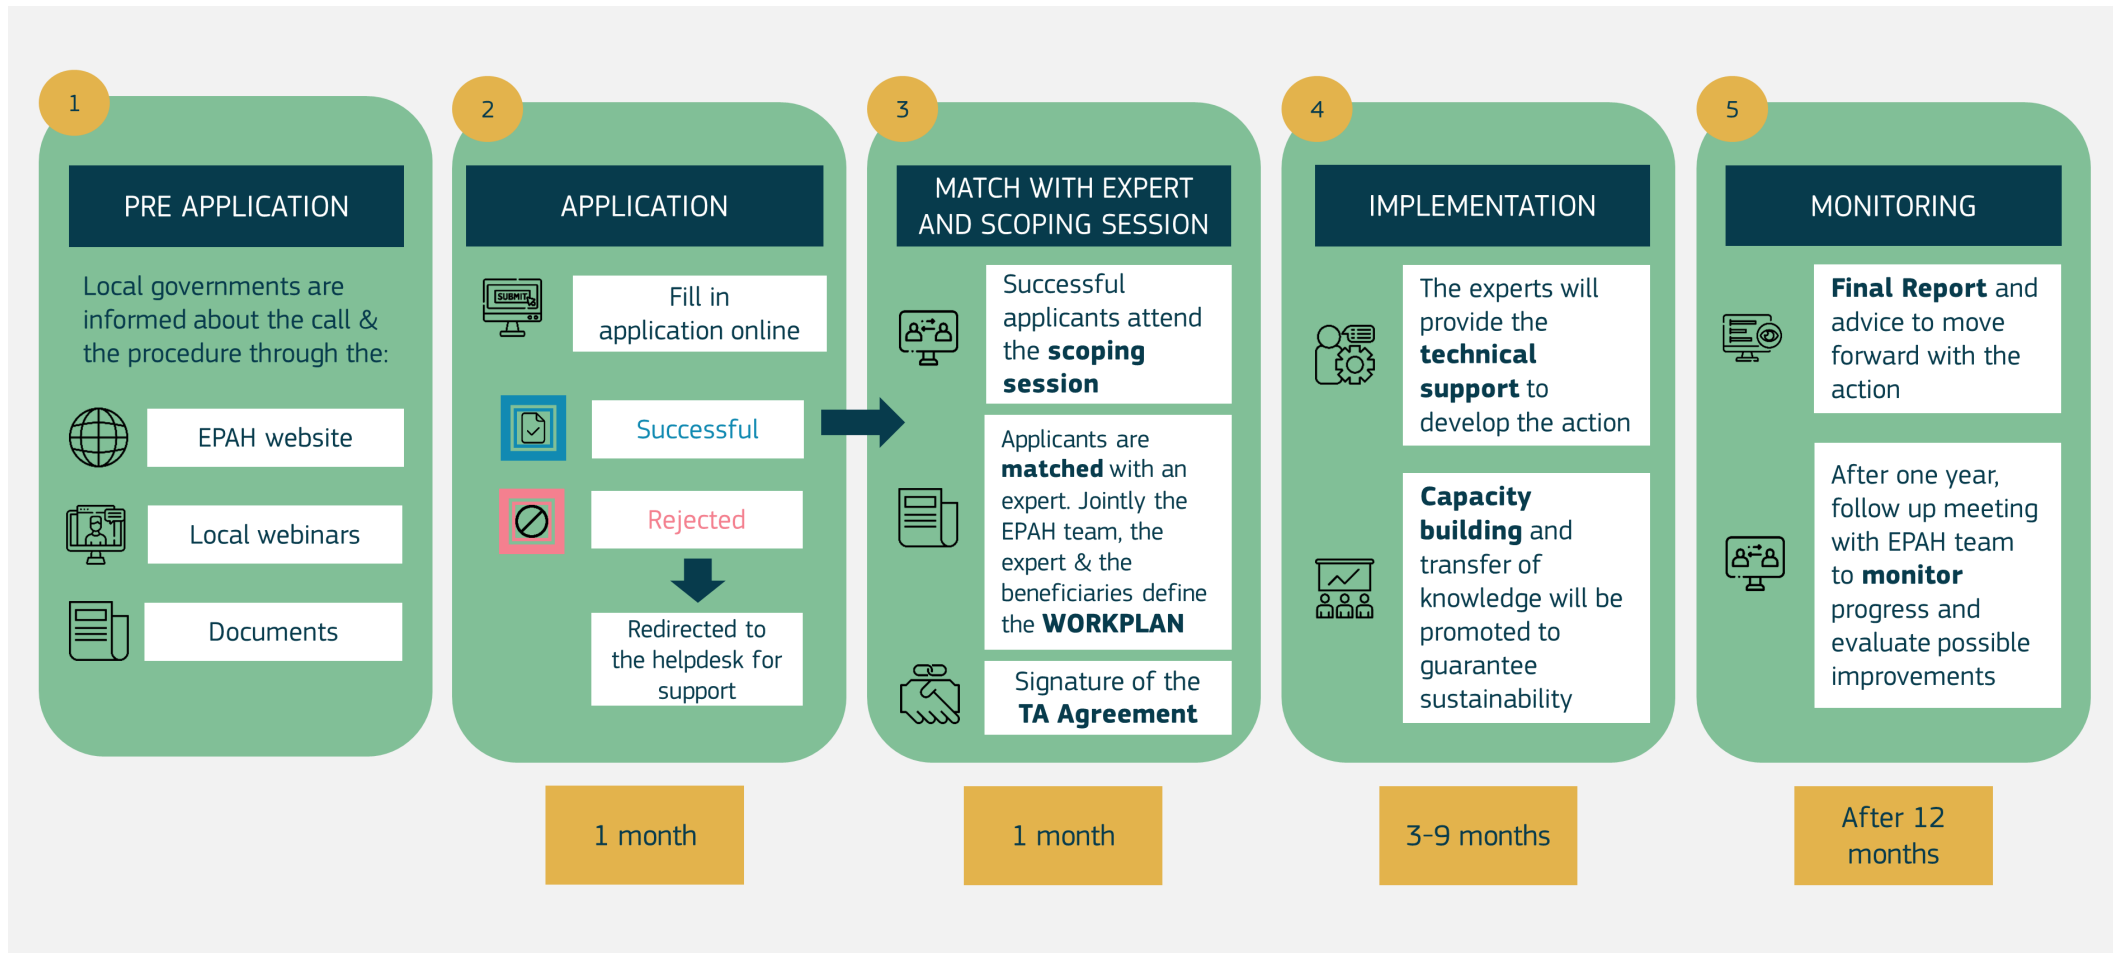 1
PRE APPLICATION
Local governments are
informed about the call &
the procedure through the:
EPAH website
Local webinars
Documents
2
APPLICATION
SUBMIT
Fill in
application online
Successful
Rejected
Redirected to
the helpdesk for
support
1 month
3
MATCH WITH EXPERT
AND SCOPING SESSION
Successful
applicants attend
the scoping
session
Applicants are
matched with an
expert. Jointly the
EPAH team, the
expert & the
beneficiaries define
the WORKPLAN
Signature of the
TA Agreement
1 month
4
IMPLEMENTATION
The experts will
provide the
technical
support to
develop the action
Capacity
building and
transfer of
knowledge will be
promoted to
guarantee
sustainability
3-9 months
5
MONITORING
Final Report and
advice to move
forward with the
action
After one year,
follow up meeting
with EPAH team
to monitor
progress and
evaluate possible
improvements
After 12
months